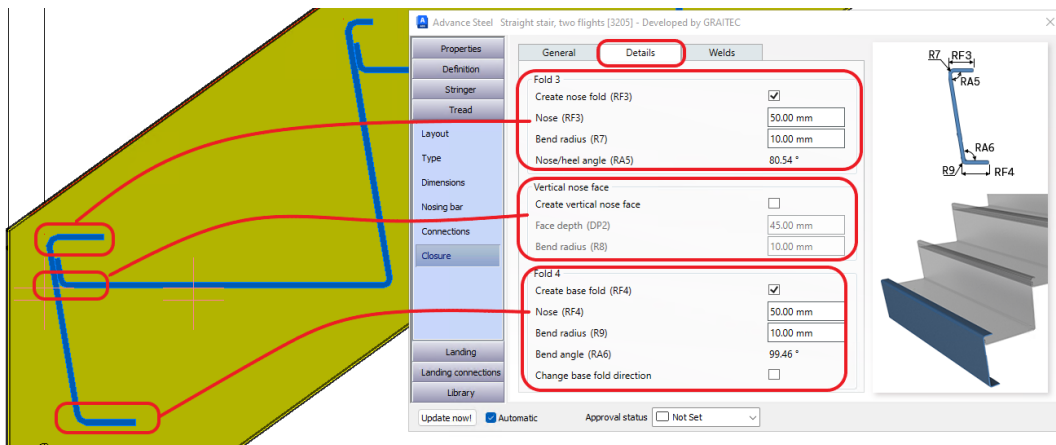 Advance Steel Straight stair, two flights [3205] - Developed by GRAITEC
Properties
Definition
Stringer
Tread
Layout
Type
Dimensions
Nosing bar
Connections
Closure
Landing
Landing connections
Library
General Details Welds
Fold 3
Create nose fold (RF3)
Nose (RF3) 50.00 mm
Bend radius (R7) 10.00 mm
Nose/heel angle (RA5) 80.54 °
Vertical nose face
Create vertical nose face
Face depth (DP2) 45.00 mm
Bend radius (R8) 10.00 mm
Fold 4
Create base fold (RF4)
Nose (RF4) 50.00 mm
Bend radius (R9) 10.00 mm
Bend angle (RA6) 99.46 °
Change base fold direction
R7 RF3
RA5
RA6
R9 RF4
Update now! Automatic Approval status Not Set